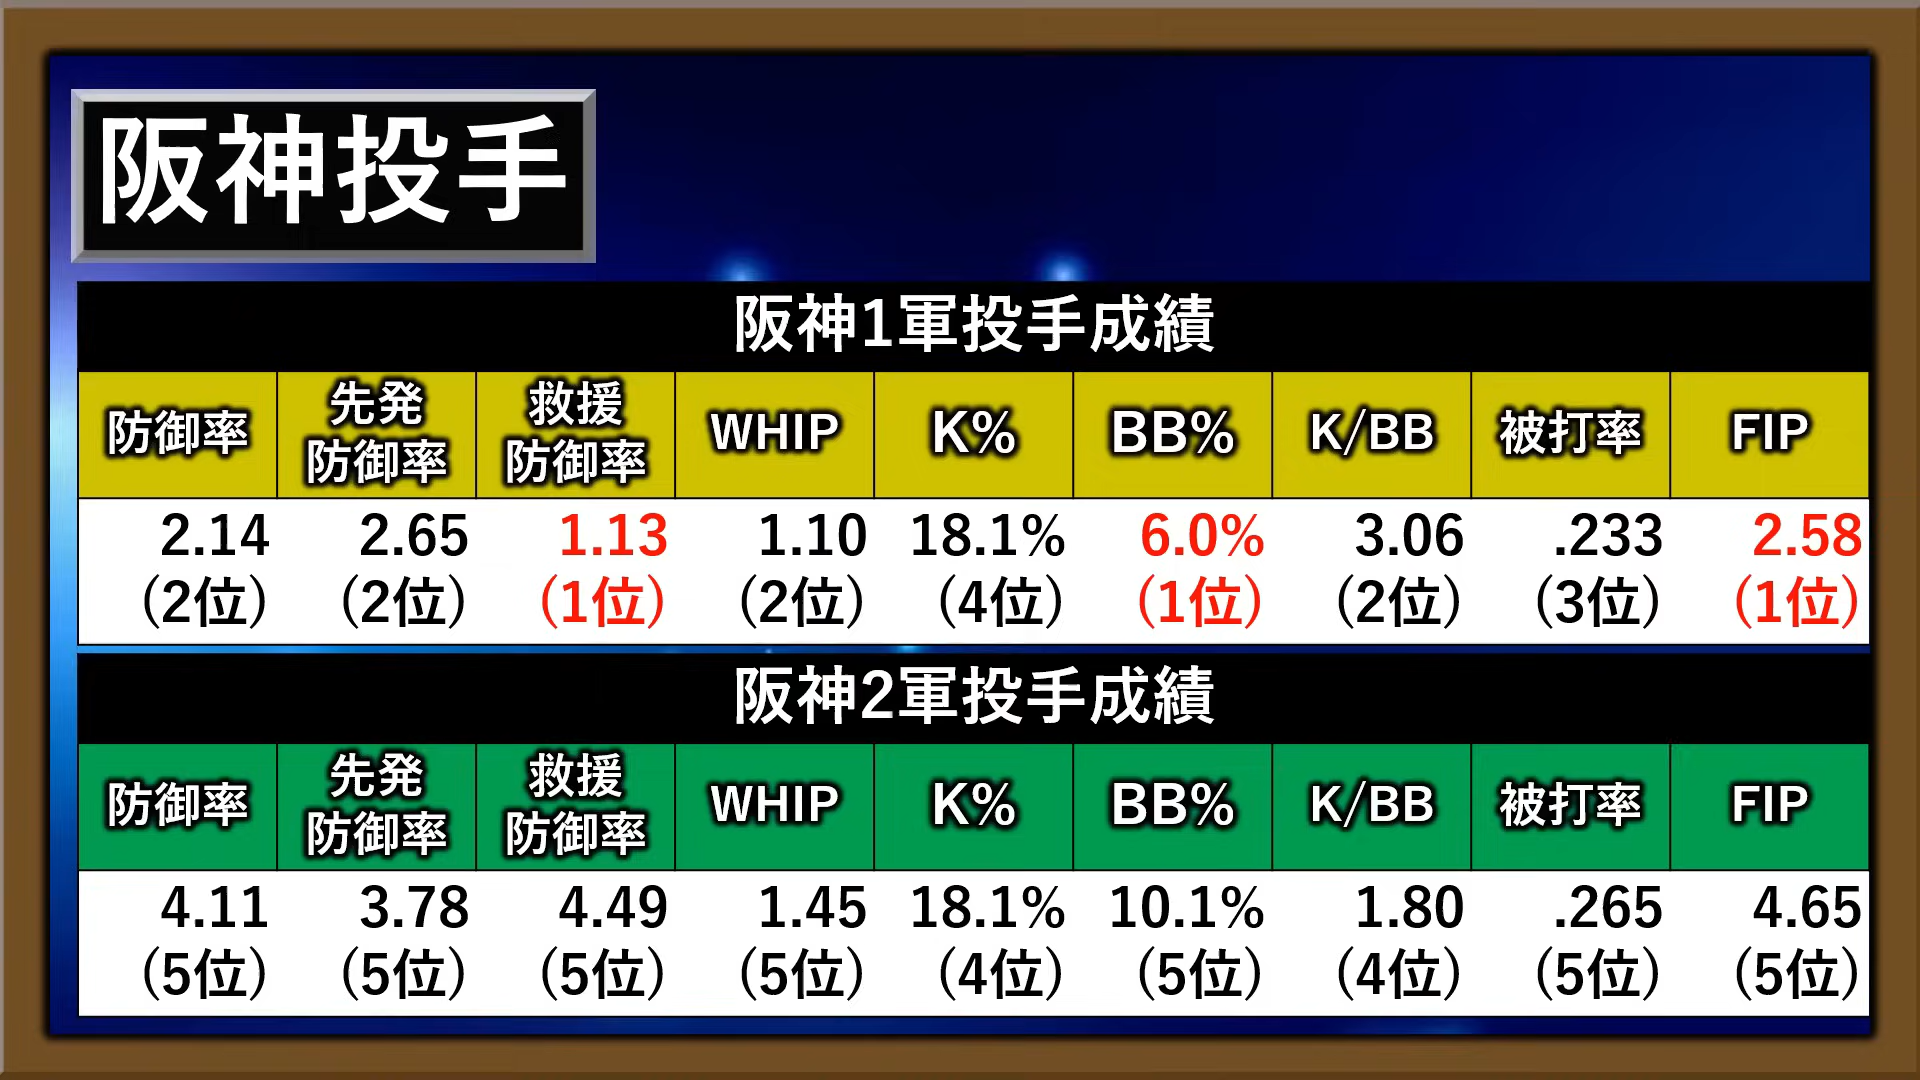 阪神投手
阪神1軍投手成績
防御率 先発防御率 救援防御率 WHIP K% BB% K/BB 被打率 FIP
2.14 2.65 1.13 1.10 18.1% 6.0% 3.06 .233 2.58
(2位) (2位) (1位) (2位) (4位) (1位) (2位) (3位) (1位)
阪神2軍投手成績
防御率 先発防御率 救援防御率 WHIP K% BB% K/BB 被打率 FIP
4.11 3.78 4.49 1.45 18.1% 10.1% 1.80 .265 4.65
(5位) (5位) (5位) (5位) (4位) (5位) (4位) (5位) (5位)